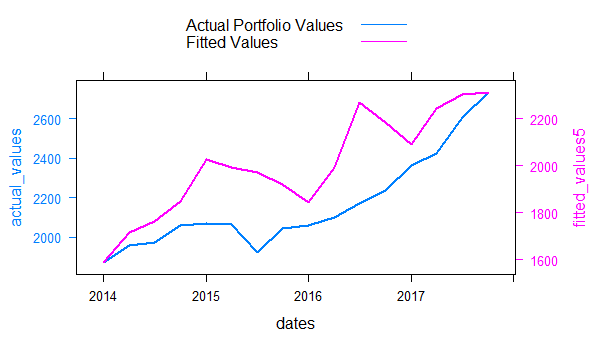 Actual Portfolio Values
Fitted Values
2600
2400
2200
2000
actual_values
2200
2000
1800
1600
fitted_values5
2014 2015 2016 2017
dates